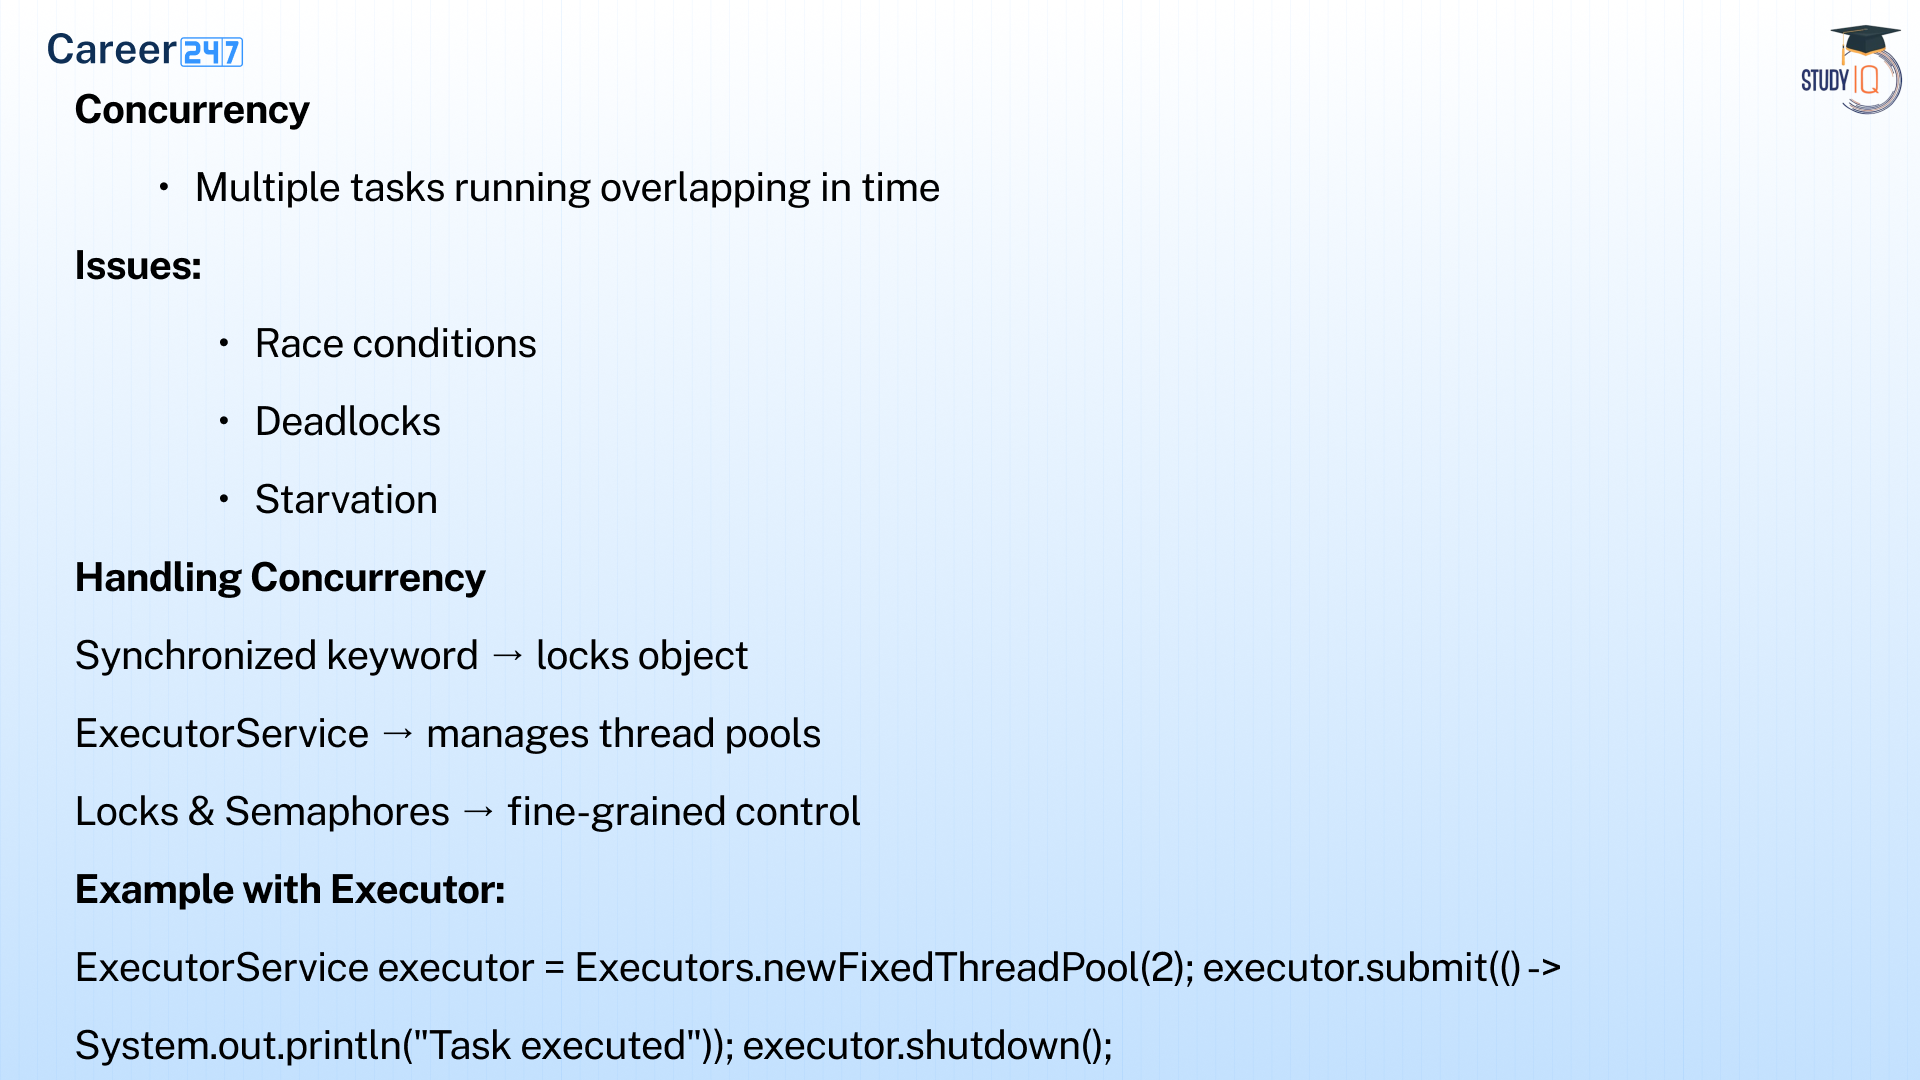 Career247
STUDY IQ
Concurrency
• Multiple tasks running overlapping in time
Issues:
• Race conditions
• Deadlocks
• Starvation
Handling Concurrency
Synchronized keyword → locks object
ExecutorService → manages thread pools
Locks & Semaphores → fine-grained control
Example with Executor:
ExecutorService executor = Executors.newFixedThreadPool(2); executor.submit(() ->
System.out.println("Task executed")); executor.shutdown();